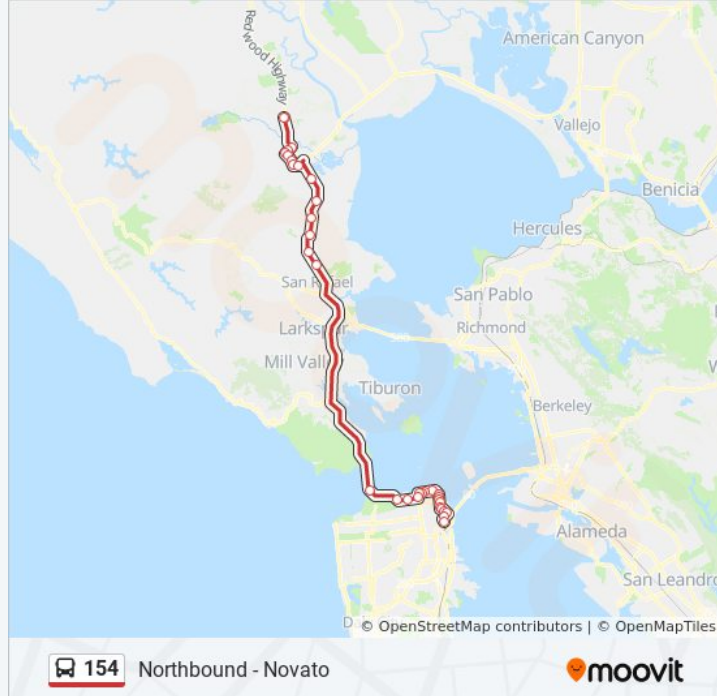 Redwood Highway
American Canyon
Vallejo
Benicia
Hercules
San Rafael
San Pablo
Larkspur
Richmond
Mill Valley
Tiburon
Berkeley
Alameda
San Leandro
D
© OpenStreetMap contributors | © OpenMapTiles
154 Northbound - Novato
moovit